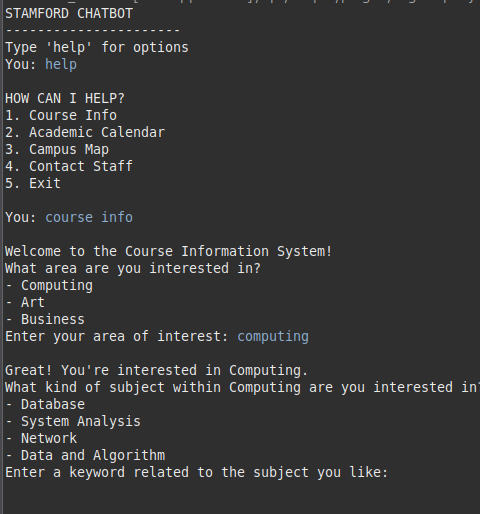 STAMFORD CHATBOT
----------------------
Type 'help' for options
You: help
HOW CAN I HELP?
1. Course Info
2. Academic Calendar
3. Campus Map
4. Contact Staff
5. Exit
You: course info
Welcome to the Course Information System!
What area are you interested in?
- Computing
- Art
- Business
Enter your area of interest: computing
Great! You're interested in Computing.
What kind of subject within Computing are you interested in?
- Database
- System Analysis
- Network
- Data and Algorithm
Enter a keyword related to the subject you like: